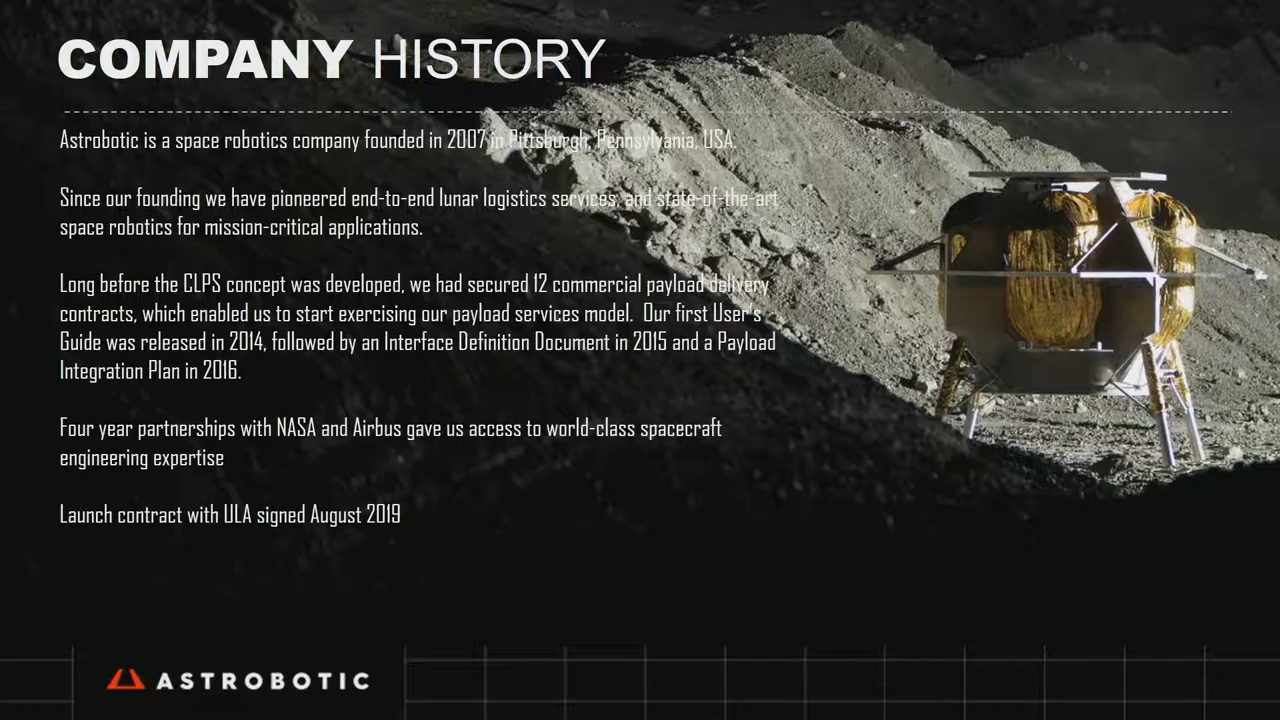 COMPANY HISTORY
Astrobotic is a space robotics company founded in 2007 in Pittsburgh, Pennsylvania, USA.
Since our founding we have pioneered end-to-end lunar logistics services, and state-of-the-art
space robotics for mission-critical applications.
Long before the CLPS concept was developed, we had secured 12 commercial payload delivery
contracts, which enabled us to start exercising our payload services model.  Our first User's
Guide was released in 2014, followed by an Interface Definition Document in 2015 and a Payload
Integration Plan in 2016.
Four year partnerships with NASA and Airbus gave us access to world-class spacecraft
engineering expertise
Launch contract with ULA signed August 2019
ASTROBOTIC